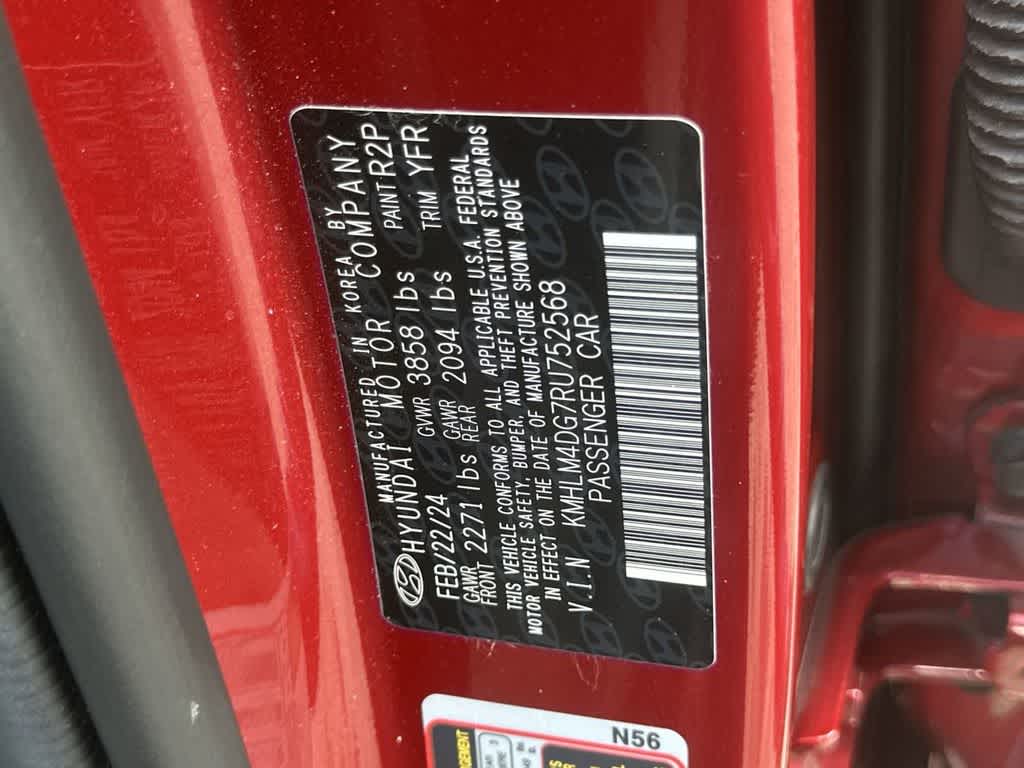 MANUFACTURED IN KOREA BY
HYUNDAI MOTOR COMPANY
FEB/22/24 GVWR 3858 lbs PAINT R2P
GAWR FRONT 2271 lbs GAWR REAR 2094 lbs TRIM YFR
THIS VEHICLE CONFORMS TO ALL APPLICABLE U.S.A. FEDERAL
MOTOR VEHICLE SAFETY, BUMPER, AND THEFT PREVENTION STANDARDS
IN EFFECT ON THE DATE OF MANUFACTURE SHOWN ABOVE
V.I.N KMHLM4DG7RU752568
PASSENGER CAR
N56